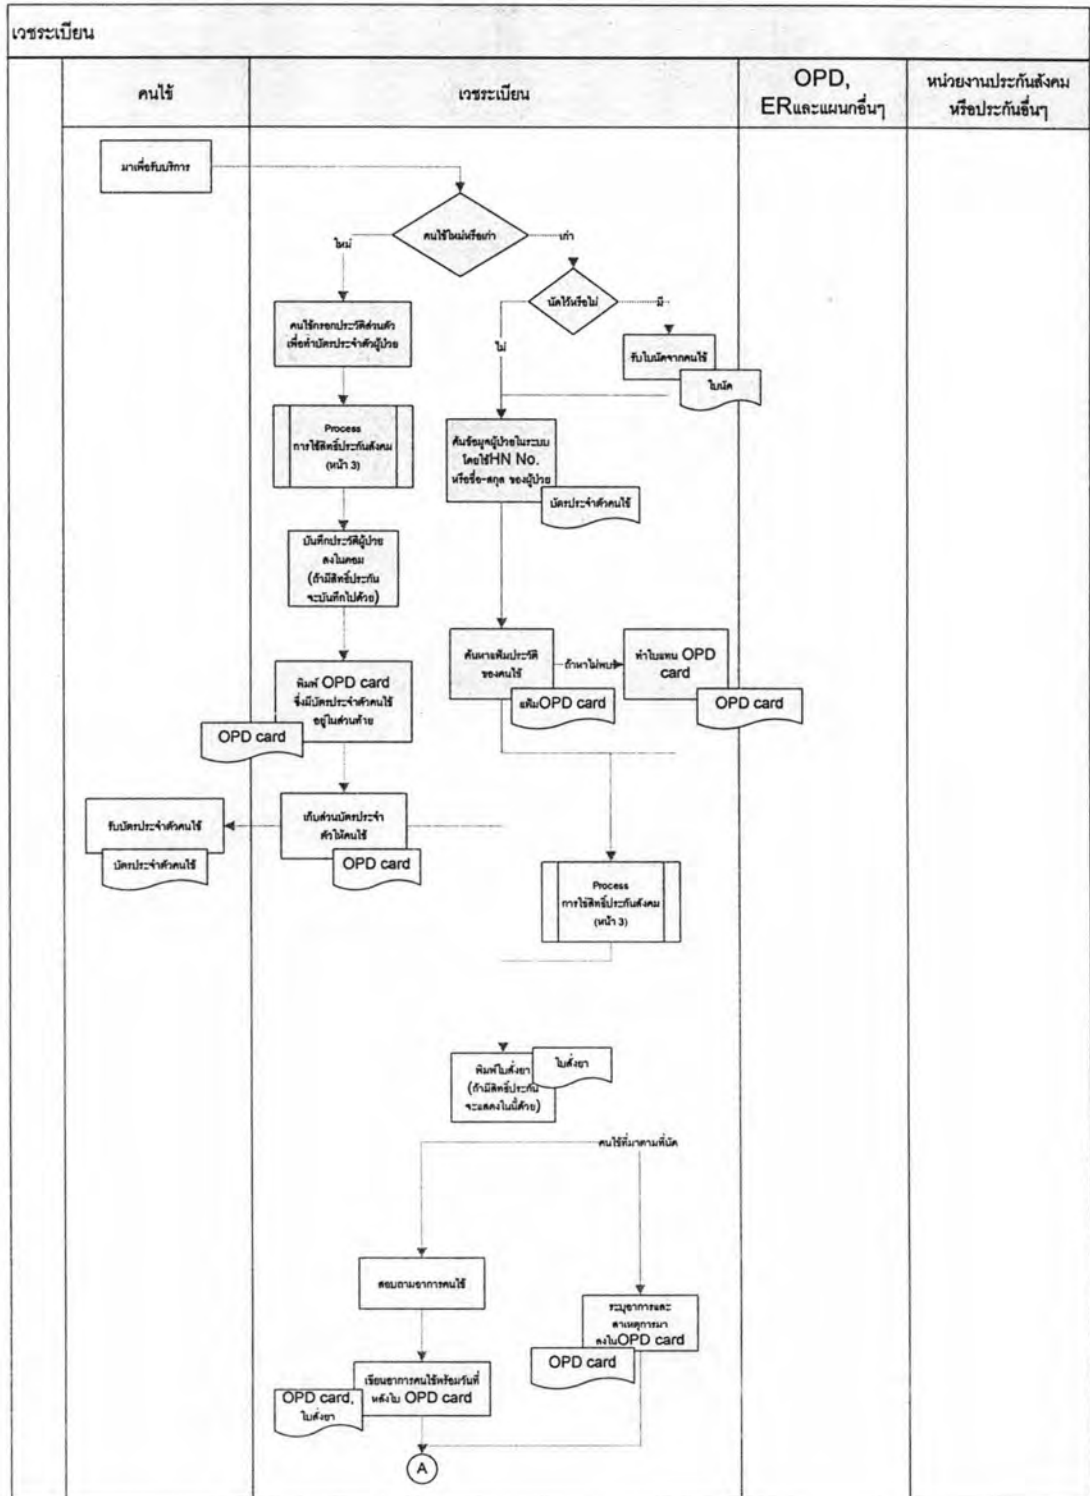 เวชระเบียน
คนไข้
เวชระเบียน
OPD,
ERและแผนกอื่นๆ
หน่วยงานประกันสังคม
หรือประกันอื่นๆ
มาเพื่อรับบริการ
คนไข้ใหม่หรือเก่า
ใหม่
เก่า
นัดไว้หรือไม่
มี
ไม่
คนไข้กรอกประวัติส่วนตัว
เพื่อทำบัตรประจำตัวผู้ป่วย
รับใบนัดจากคนไข้
ใบนัด
Process
การใช้สิทธิ์ประกันสังคม
(หน้า 3)
ค้นข้อมูลผู้ป่วยในระบบ
โดยใช้HN No.
หรือชื่อ-สกุล ของผู้ป่วย
บัตรประจำตัวคนไข้
บันทึกประวัติผู้ป่วย
ลงในคอม
(ถ้ามีสิทธิ์ประกัน
จะบันทึกไปด้วย)
ค้นหาแฟ้มประวัติ
ของคนไข้
ถ้าหาไม่พบ
ทำใบแทน OPD
card
แฟ้มOPD card
OPD card
พิมพ์ OPD card
ซึ่งมีบัตรประจำตัวคนไข้
อยู่ในส่วนท้าย
OPD card
รับบัตรประจำตัวคนไข้
บัตรประจำตัวคนไข้
เก็บส่วนบัตรประจำ
ตัวให้คนไข้
OPD card
Process
การใช้สิทธิ์ประกันสังคม
(หน้า 3)
พิมพ์ใบสั่งยา
(ถ้ามีสิทธิ์ประกัน
จะแสดงในนี้ด้วย)
ใบสั่งยา
คนไข้ที่มาตามที่นัด
สอบถามอาการคนไข้
ระบุอาการและ
สาเหตุการมา
ลงในOPD card
OPD card
เขียนอาการคนไข้พร้อมวันที่
หลังใบ OPD card
OPD card,
ใบสั่งยา
A